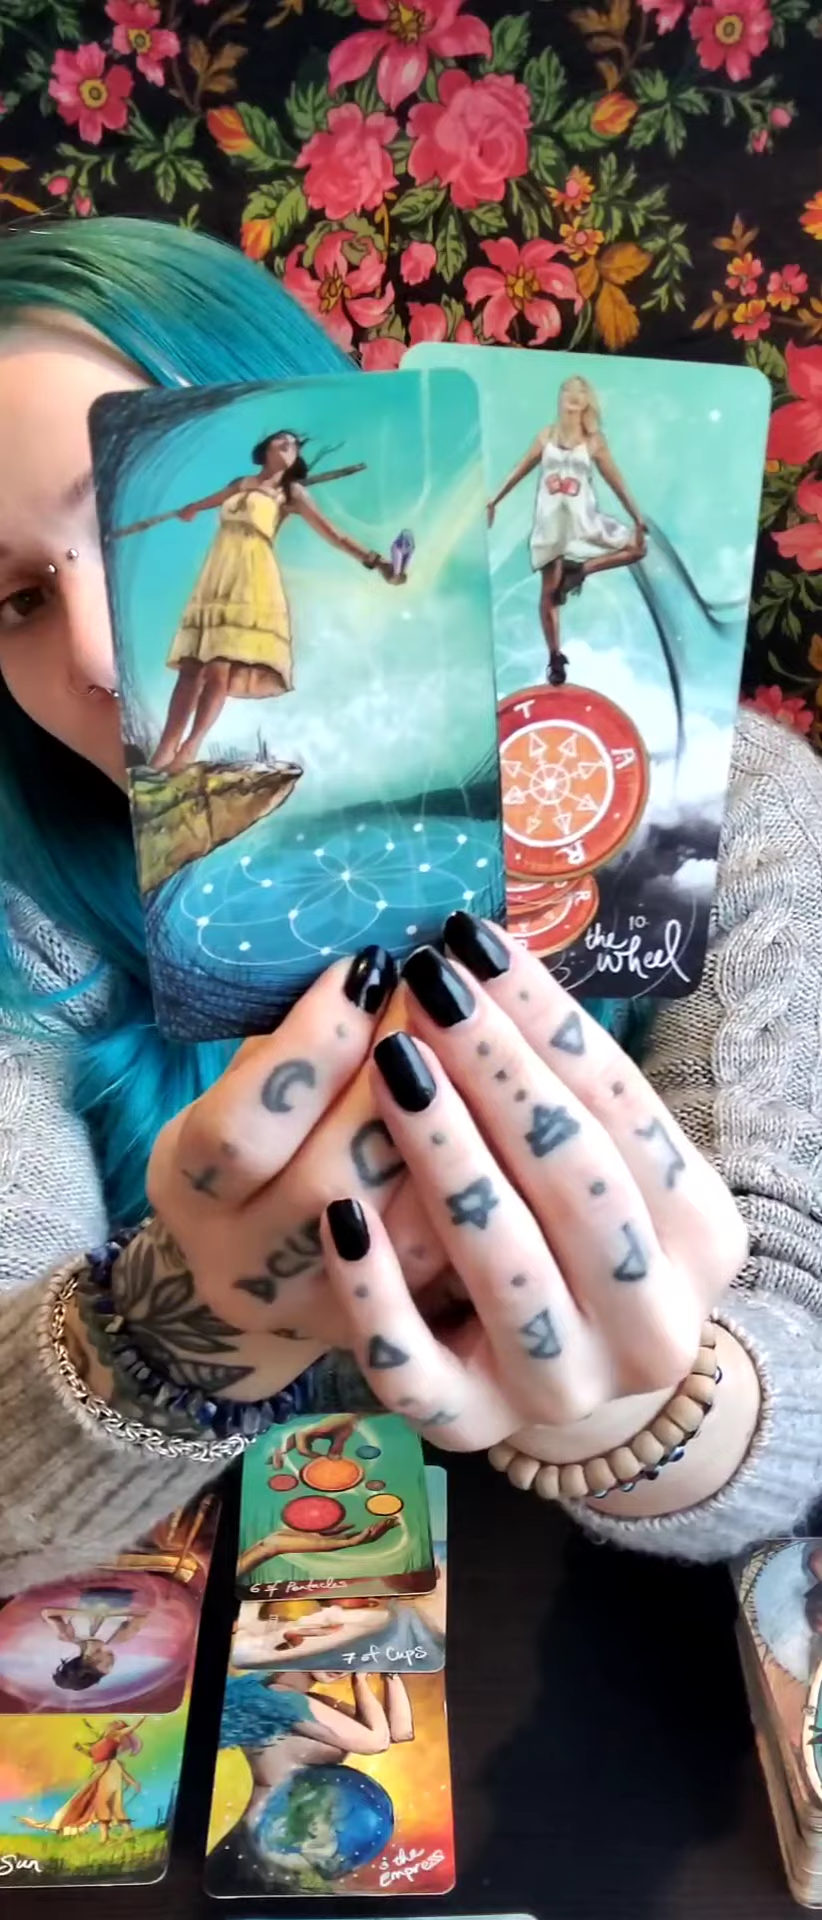 T
A
R
R
10.
the
wheel
6 of Pentacles
7 of Cups
Sun
3 the
empress